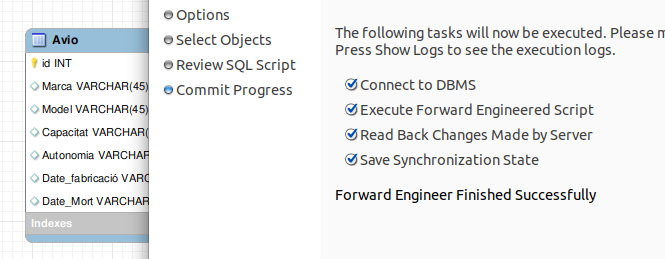 Avio
id INT
Marca VARCHAR(45)
Model VARCHAR(45)
Capacitat VARCHAR(
Autonomia VARCHAR(
Date_fabricació VARC
Date_Mort VARCHAR
Indexes
Options
Select Objects
Review SQL Script
Commit Progress
The following tasks will now be executed. Please
Press Show Logs to see the execution logs.
Connect to DBMS
Execute Forward Engineered Script
Read Back Changes Made by Server
Save Synchronization State
Forward Engineer Finished Successfully